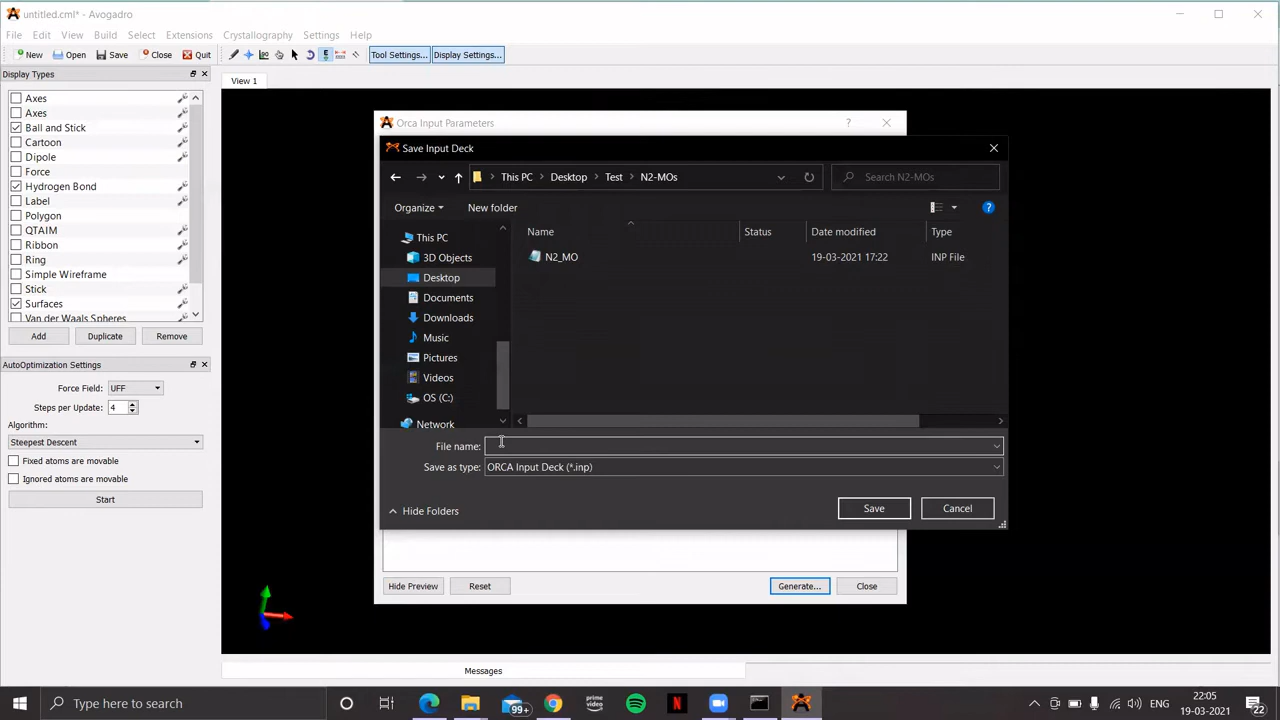 untitled.cml* - Avogadro
File Edit View Build Select Extensions Crystallography Settings Help
New Open Save Close Quit Tool Settings... Display Settings...
Display Types
View 1
Axes
Axes
Ball and Stick
Cartoon
Dipole
Force
Hydrogen Bond
Label
Polygon
QTAIM
Ribbon
Ring
Simple Wireframe
Stick
Surfaces
Van der Waals Spheres
Add Duplicate Remove
AutoOptimization Settings
Force Field: UFF
Steps per Update: 4
Algorithm:
Steepest Descent
Fixed atoms are movable
Ignored atoms are movable
Start
Orca Input Parameters ?
Save Input Deck
This PC > Desktop > Test > N2-MOs Search N2-MOs
Organize New folder ?
Name Status Date modified Type
This PC
3D Objects
Desktop
Documents
Downloads
Music
Pictures
Videos
OS (C:)
Network
N2_MO 19-03-2021 17:22 INP File
File name:
Save as type: ORCA Input Deck (*.inp)
Hide Folders Save Cancel
Hide Preview Reset Generate... Close
Messages
Type here to search
99+
prime video
N
ENG
22:05
19-03-2021
22